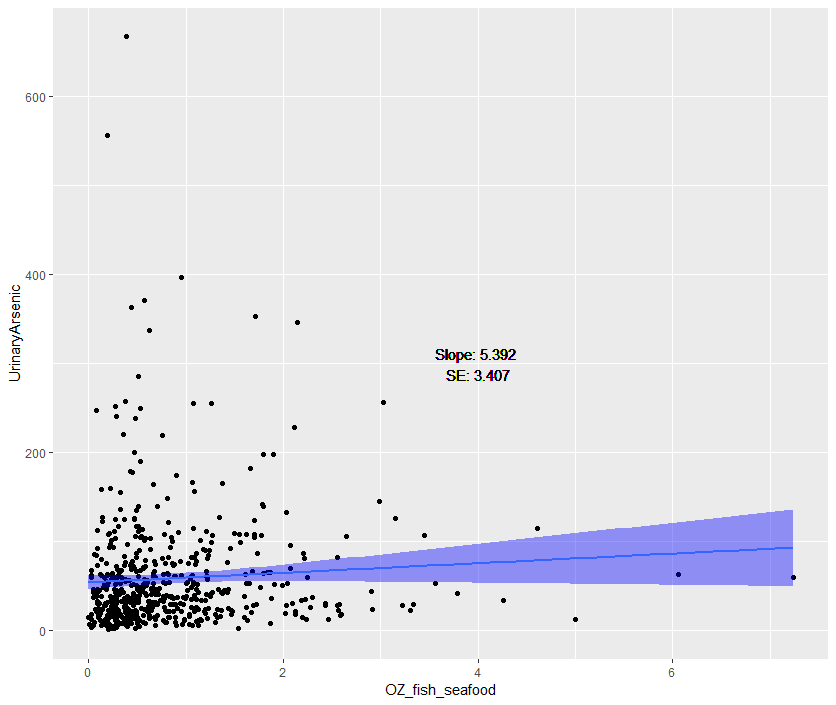 600
400
200
0
UrinaryArsenic
Slope: 5.392
SE: 3.407
0 2 4 6
OZ_fish_seafood